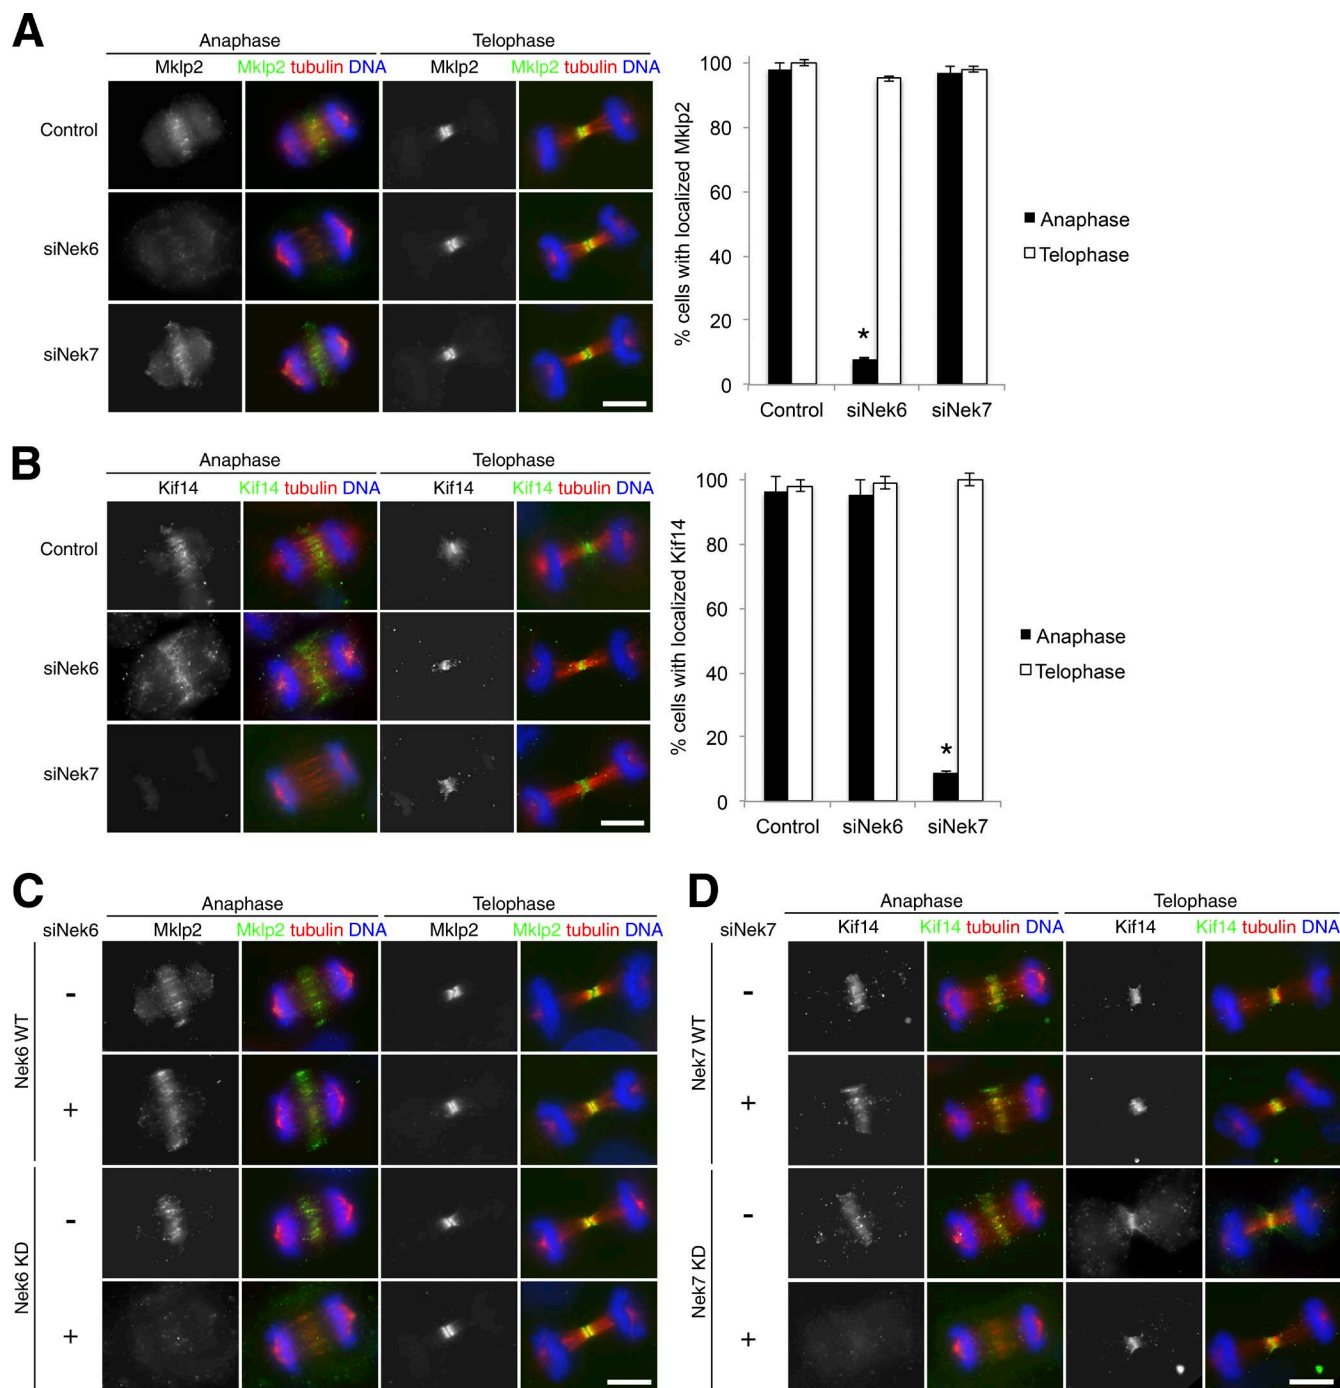 A
Anaphase Telophase
Mklp2 Mklp2 tubulin DNA Mklp2 Mklp2 tubulin DNA
Control
siNek6
siNek7
% cells with localized Mklp2
100
80
60
40
20
0
*
Control siNek6 siNek7
Anaphase
Telophase
B
Anaphase Telophase
Kif14 Kif14 tubulin DNA Kif14 Kif14 tubulin DNA
Control
siNek6
siNek7
% cells with localized Kif14
100
80
60
40
20
0
*
Control siNek6 siNek7
Anaphase
Telophase
C
Anaphase Telophase
siNek6 Mklp2 Mklp2 tubulin DNA Mklp2 Mklp2 tubulin DNA
Nek6 WT
-
+
Nek6 KD
-
+
D
Anaphase Telophase
siNek7 Kif14 Kif14 tubulin DNA Kif14 Kif14 tubulin DNA
Nek7 WT
-
+
Nek7 KD
-
+